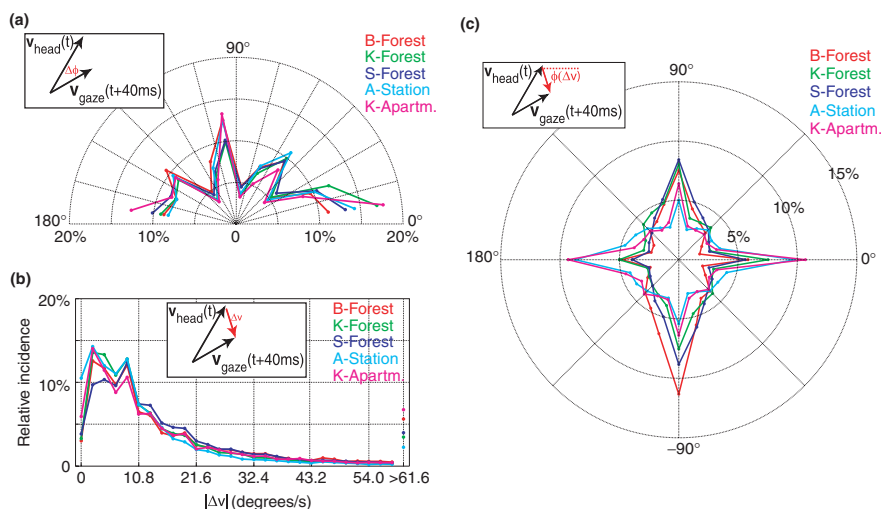 (a)
v_head(t)
Δϕ
v_gaze(t+40ms)
90°
B-Forest
K-Forest
S-Forest
A-Station
K-Apartm.
180°
0°
20%
10%
0
10%
20%
(b)
20%
10%
0
Relative incidence
v_head(t)
Δv
v_gaze(t+40ms)
B-Forest
K-Forest
S-Forest
A-Station
K-Apartm.
0
10.8
21.6
32.4
43.2
54.0
>61.6
|Δv| (degrees/s)
(c)
v_head(t)
ϕ(Δv)
v_gaze(t+40ms)
B-Forest
K-Forest
S-Forest
A-Station
K-Apartm.
90°
15%
10%
5%
180°
0°
–90°